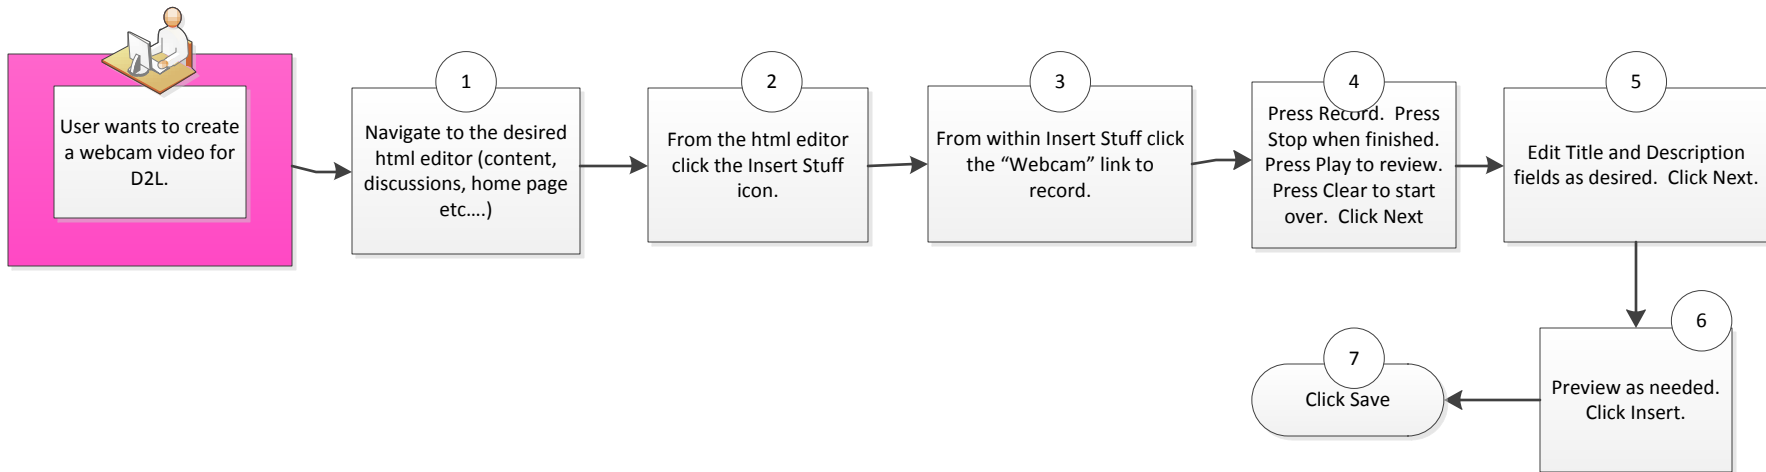 User wants to create
a webcam video for
D2L.
1
Navigate to the desired
html editor (content,
discussions, home page
etc....)
2
From the html editor
click the Insert Stuff
icon.
3
From within Insert Stuff click
the “Webcam” link to
record.
4
Press Record.  Press
Stop when finished.
Press Play to review.
Press Clear to start
over.  Click Next
5
Edit Title and Description
fields as desired.  Click Next.
6
Preview as needed.
Click Insert.
7
Click Save